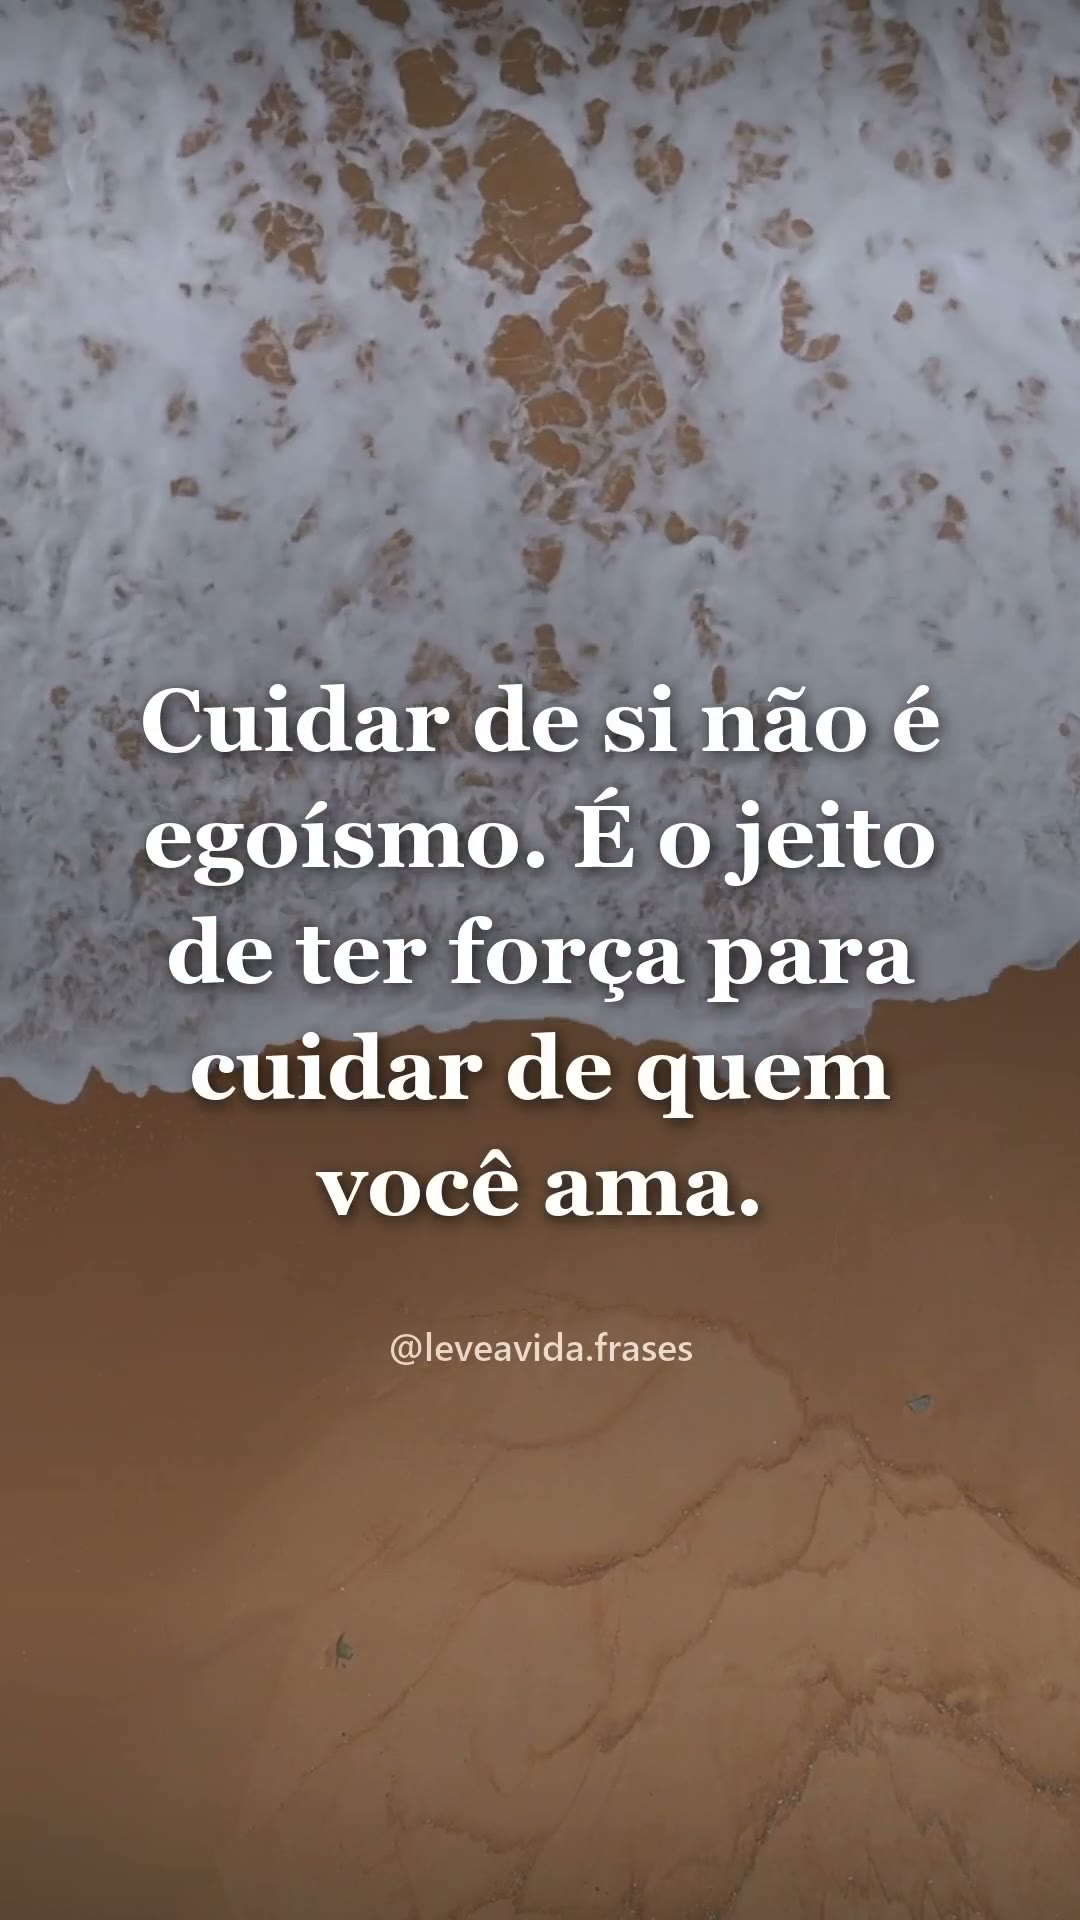 Cuidar de si não é
egoísmo. É o jeito
de ter força para
cuidar de quem
você ama.
@leveavida.frases